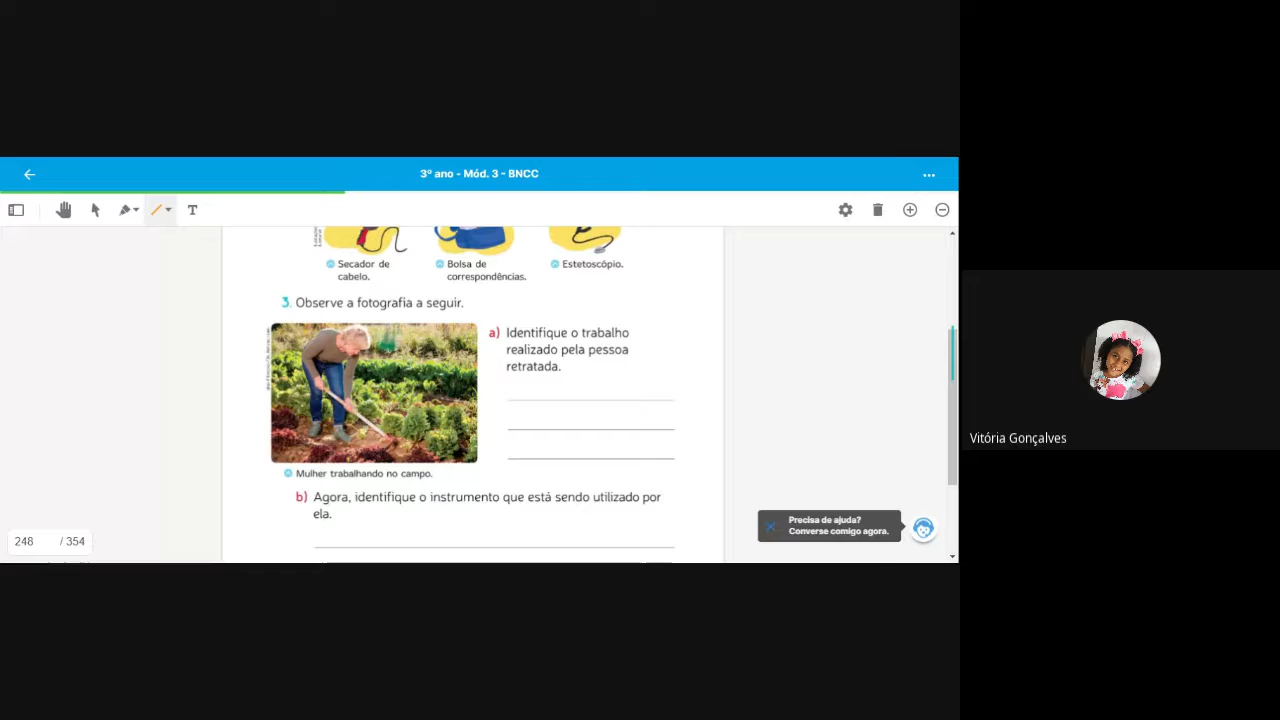 3º ano - Mód. 3 - BNCC
T
Secador de
cabelo.
Bolsa de
correspondências.
Estetoscópio.
3. Observe a fotografia a seguir.
a) Identifique o trabalho
realizado pela pessoa
retratada.
Mulher trabalhando no campo.
b) Agora, identifique o instrumento que está sendo utilizado por
ela.
248 / 354
Precisa de ajuda?
Converse comigo agora.
Vitória Gonçalves